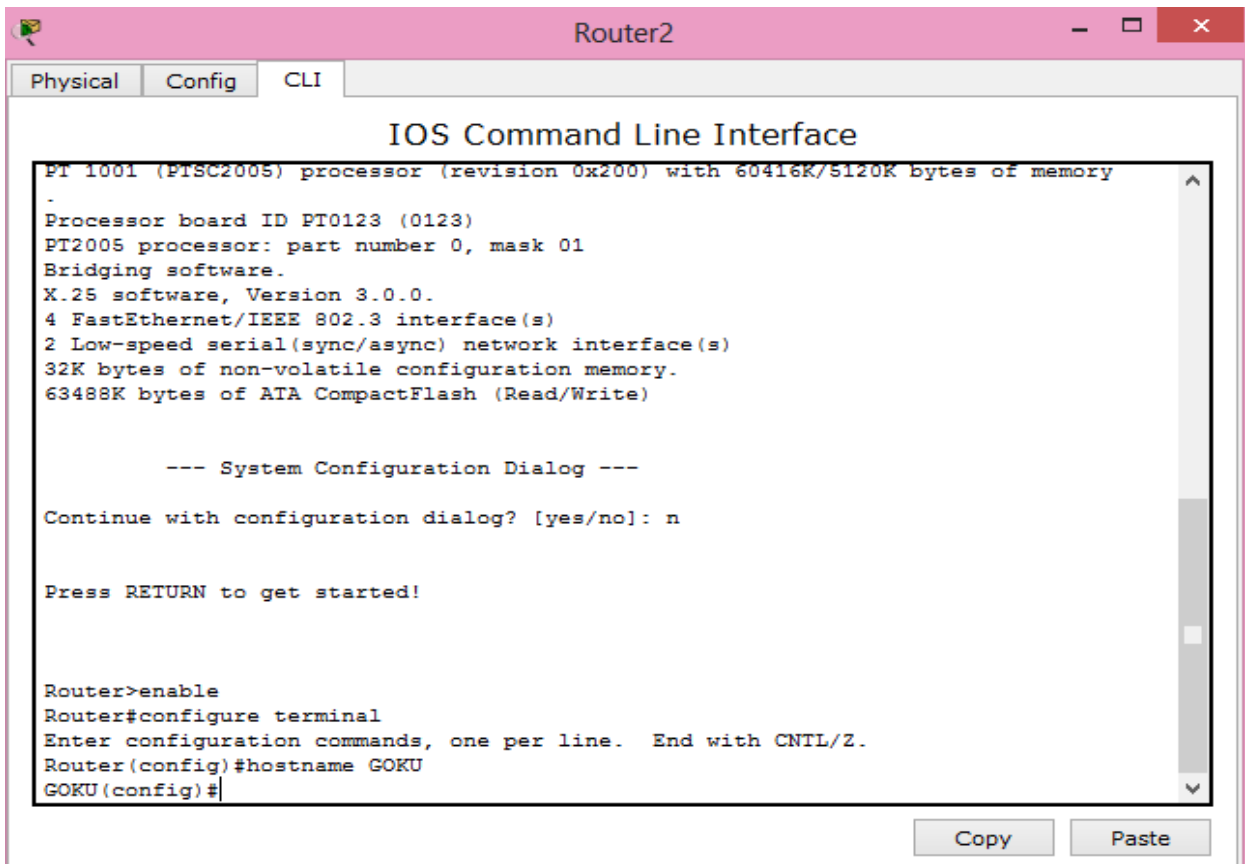 Router2
Physical Config CLI
IOS Command Line Interface
PT 1001 (PTSC2005) processor (revision 0x200) with 60416K/5120K bytes of memory
.
Processor board ID PT0123 (0123)
PT2005 processor: part number 0, mask 01
Bridging software.
X.25 software, Version 3.0.0.
4 FastEthernet/IEEE 802.3 interface(s)
2 Low-speed serial(sync/async) network interface(s)
32K bytes of non-volatile configuration memory.
63488K bytes of ATA CompactFlash (Read/Write)
--- System Configuration Dialog ---
Continue with configuration dialog? [yes/no]: n
Press RETURN to get started!
Router>enable
Router#configure terminal
Enter configuration commands, one per line.  End with CNTL/Z.
Router(config)#hostname GOKU
GOKU(config)#
Copy Paste